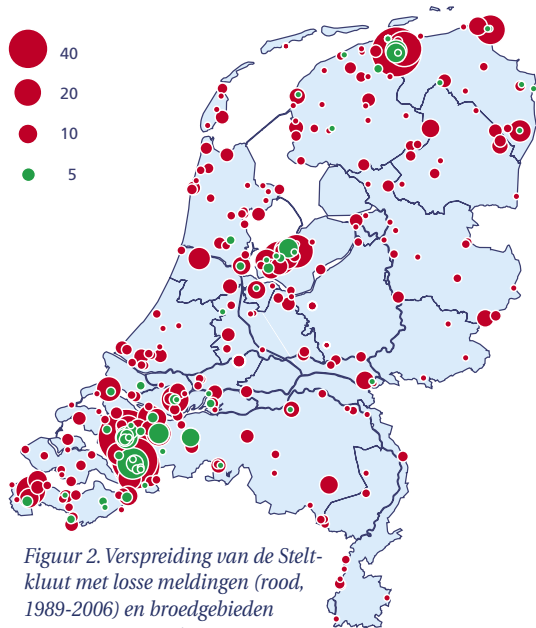 40
20
10
5
Figuur 2. Verspreiding van de Stelt-
kluut met losse meldingen (rood,
1989-2006) en broedgebieden